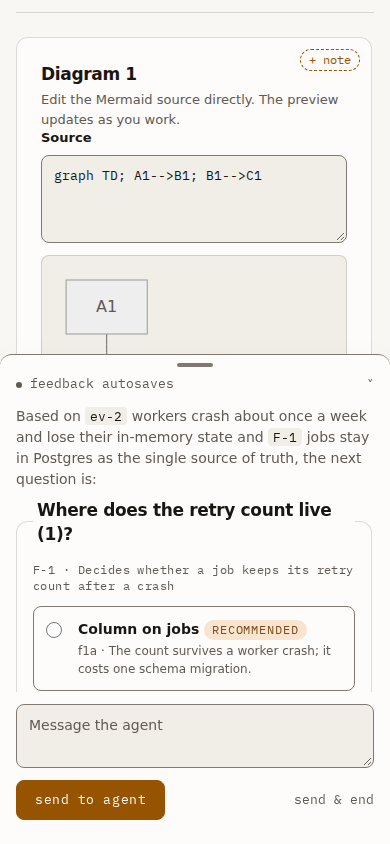 + note
Diagram 1
Edit the Mermaid source directly. The preview
updates as you work.
Source
graph TD; A1-->B1; B1-->C1
A1
feedback autosaves
Based on ev-2 workers crash about once a week
and lose their in-memory state and F-1 jobs stay
in Postgres as the single source of truth, the next
question is:
Where does the retry count live
(1)?
F-1 · Decides whether a job keeps its retry
count after a crash
Column on jobs RECOMMENDED
f1a · The count survives a worker crash; it
costs one schema migration.
Message the agent
send to agent
send & end